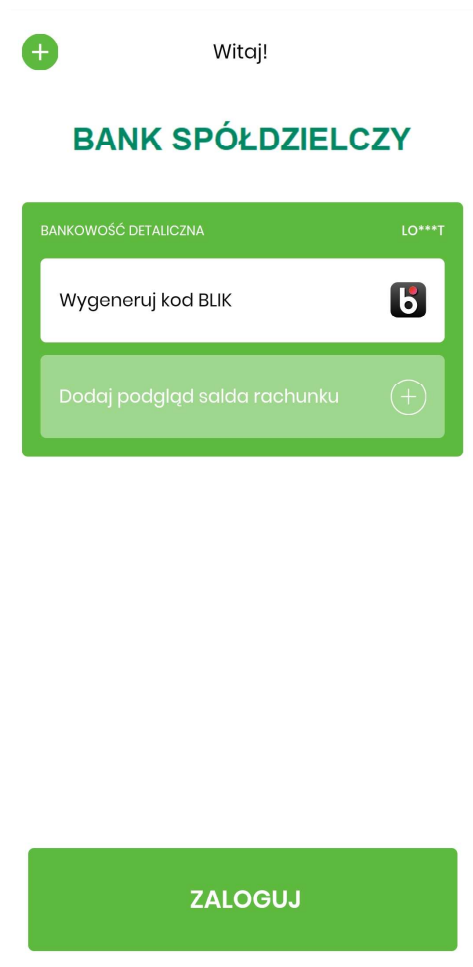 Witaj!
BANK SPÓŁDZIELCZY
BANKOWOŚĆ DETALICZNA LO***T
Wygeneruj kod BLIK
Dodaj podgląd salda rachunku
ZALOGUJ